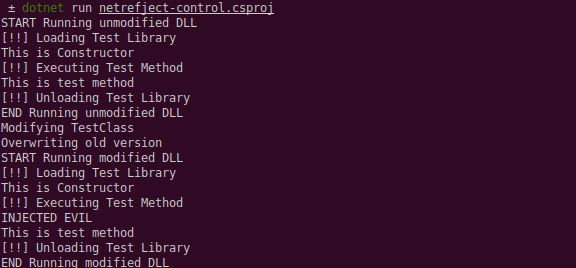 ± dotnet run netrefject-control.csproj
START Running unmodified DLL
[!!] Loading Test Library
This is Constructor
[!!] Executing Test Method
This is test method
[!!] Unloading Test Library
END Running unmodified DLL
Modifying TestClass
Overwriting old version
START Running modified DLL
[!!] Loading Test Library
This is Constructor
[!!] Executing Test Method
INJECTED EVIL
This is test method
[!!] Unloading Test Library
END Running modified DLL